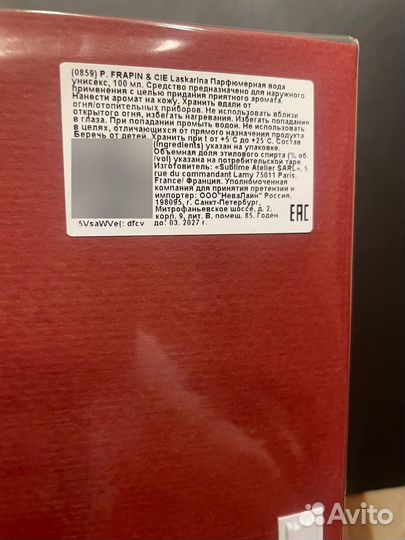 (0859) P. FRAPIN & CIE Laskarina Парфюмерная вода
унисекс, 100 мл. Средство предназначено для наружного
применения с целью придания приятного аромата.
Нанести аромат на кожу. Хранить вдали от
огня/отопительных приборов. Не использовать вблизи
открытого огня, избегать нагревания. Избегать попадания
в глаза. При попадании промыть водой. Не использовать
в целях, отличающихся от прямого назначения продукта
Беречь от детей. Хранить при t от +5 C до +25 C. Состав
(ingredients) указан на упаковке.
Объемная доля этилового спирта (% об.
/vol) указана на потребительской таре.
Изготовитель: «Sublime Atelier SARL», 5
rue du commandant Lamy 75011 Paris,
France/ Франция. Уполномоченная
компания для принятия претензий и
импортер: ООО"НеваЛайн" Россия,
198095, г. Санкт-Петербург,
Митрофаньевское шоссе, д. 2,
корп. 9, лит. В, помещ. 85. Годен
до: 03. 2027 г.
5VsaWVe(: dfcv
EAC
Avito